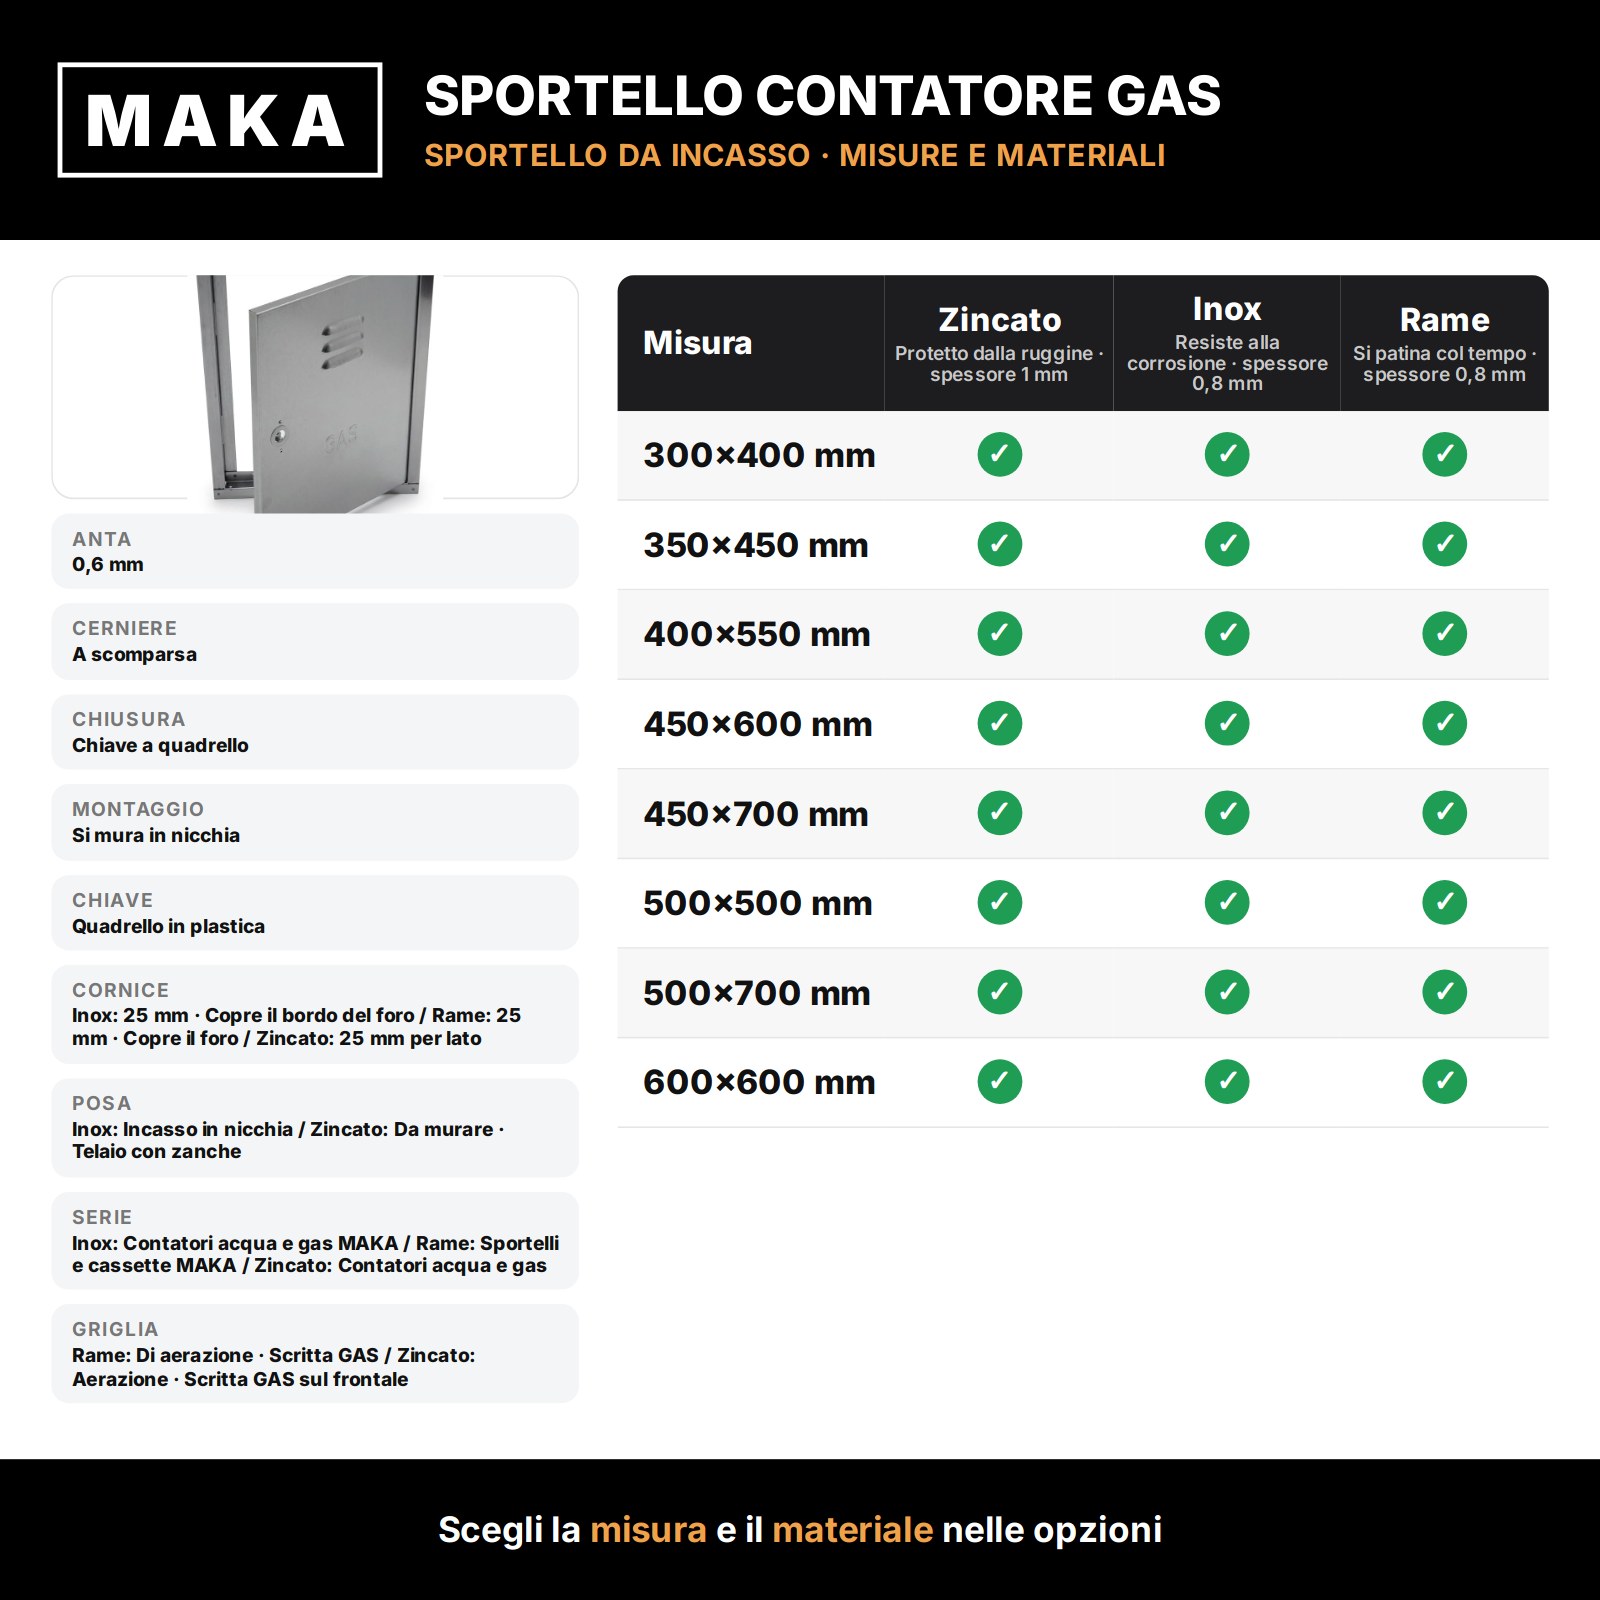 MAKA
SPORTELLO CONTATORE GAS
SPORTELLO DA INCASSO · MISURE E MATERIALI
GAS
ANTA
0,6 mm
CERNIERE
A scomparsa
CHIUSURA
Chiave a quadrello
MONTAGGIO
Si mura in nicchia
CHIAVE
Quadrello in plastica
CORNICE
Inox: 25 mm · Copre il bordo del foro / Rame: 25
mm · Copre il foro / Zincato: 25 mm per lato
POSA
Inox: Incasso in nicchia / Zincato: Da murare ·
Telaio con zanche
SERIE
Inox: Contatori acqua e gas MAKA / Rame: Sportelli
e cassette MAKA / Zincato: Contatori acqua e gas
GRIGLIA
Rame: Di aerazione · Scritta GAS / Zincato:
Aerazione · Scritta GAS sul frontale
Misura
Zincato
Protetto dalla ruggine ·
spessore 1 mm
Inox
Resiste alla
corrosione · spessore
0,8 mm
Rame
Si patina col tempo ·
spessore 0,8 mm
300×400 mm ✓ ✓ ✓
350×450 mm ✓ ✓ ✓
400×550 mm ✓ ✓ ✓
450×600 mm ✓ ✓ ✓
450×700 mm ✓ ✓ ✓
500×500 mm ✓ ✓ ✓
500×700 mm ✓ ✓ ✓
600×600 mm ✓ ✓ ✓
Scegli la misura e il materiale nelle opzioni